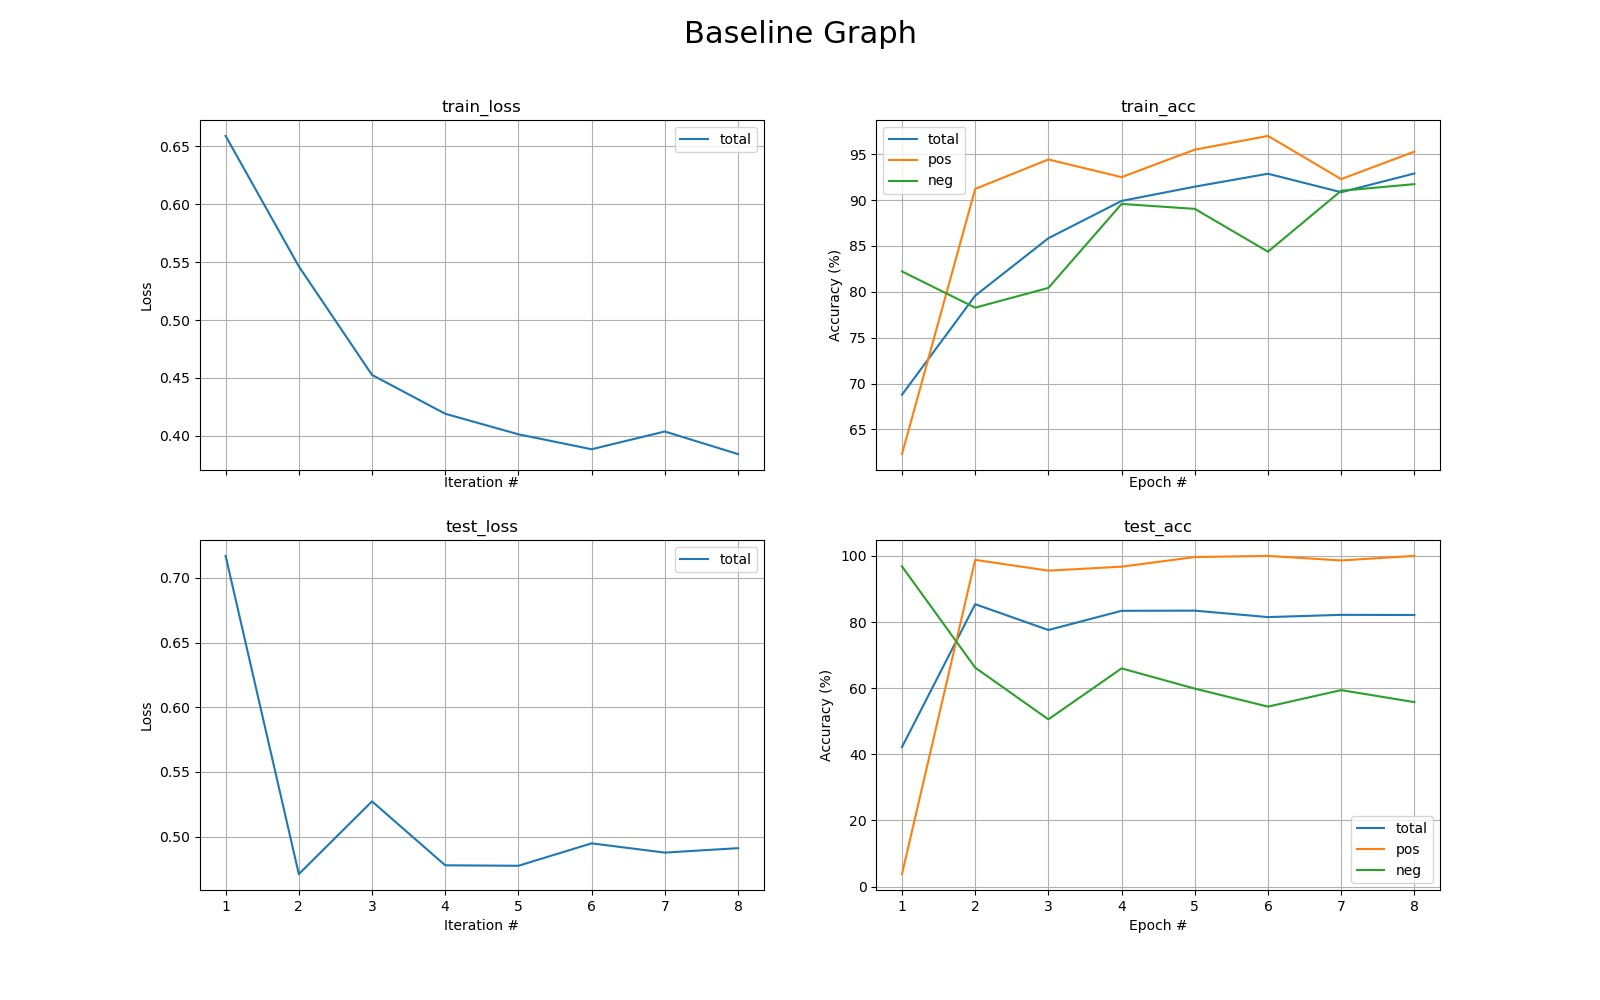 Baseline Graph
train_loss
total
0.65
0.60
0.55
0.50
0.45
0.40
Loss
Iteration #
train_acc
total
pos
neg
95
90
85
80
75
70
65
Accuracy (%)
Epoch #
test_loss
total
0.70
0.65
0.60
0.55
0.50
Loss
1 2 3 4 5 6 7 8
Iteration #
test_acc
100
80
60
40
20
0
Accuracy (%)
total
pos
neg
1 2 3 4 5 6 7 8
Epoch #